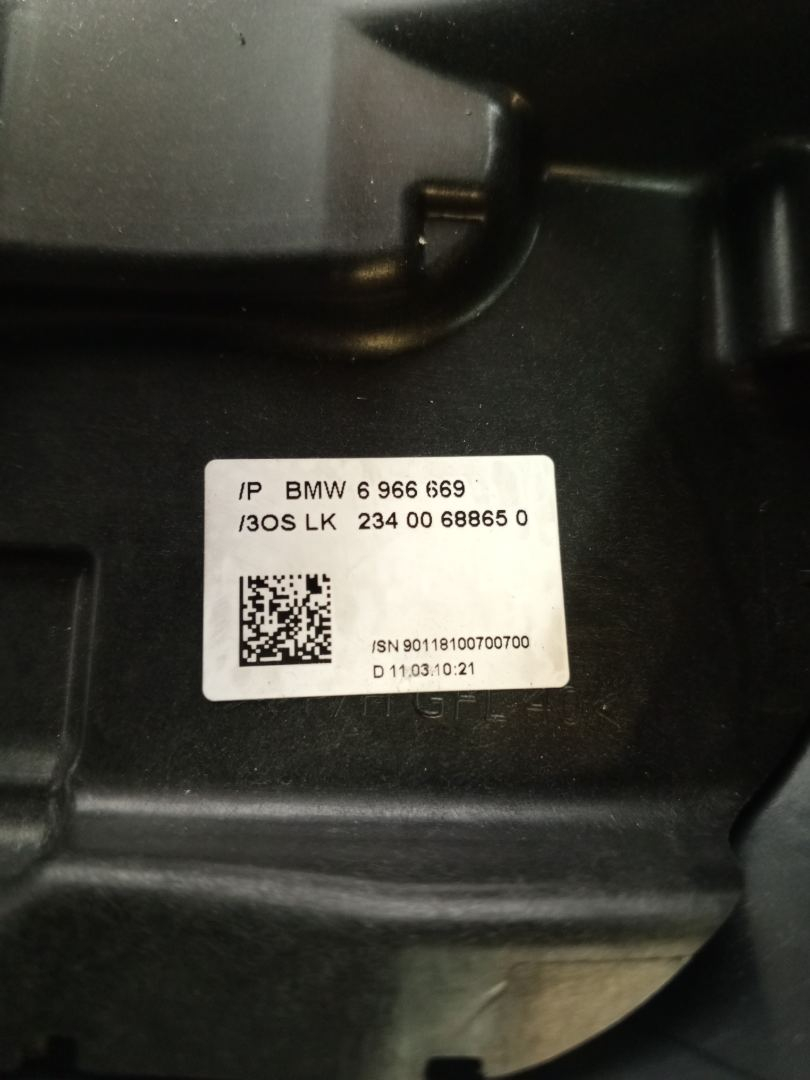 /P BMW 6 966 669
/3OS LK 234 00 68865 0
/SN 90118100700700
D 11.03.10:21